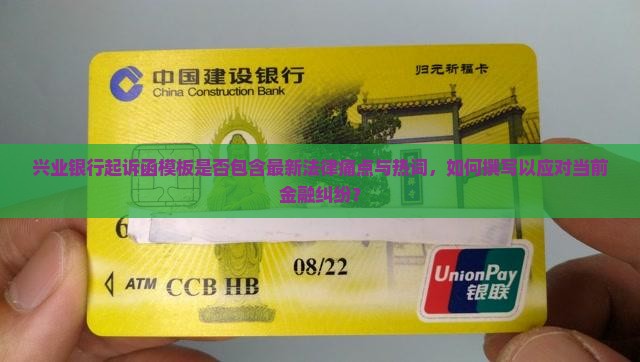 中国建设银行
China Construction Bank
归元祈福卡
兴业银行起诉函模板是否包含最新法律痛点与热词，如何撰写以应对当前
金融纠纷？
6
08/22
ATM CCB HB
UnionPay
银联